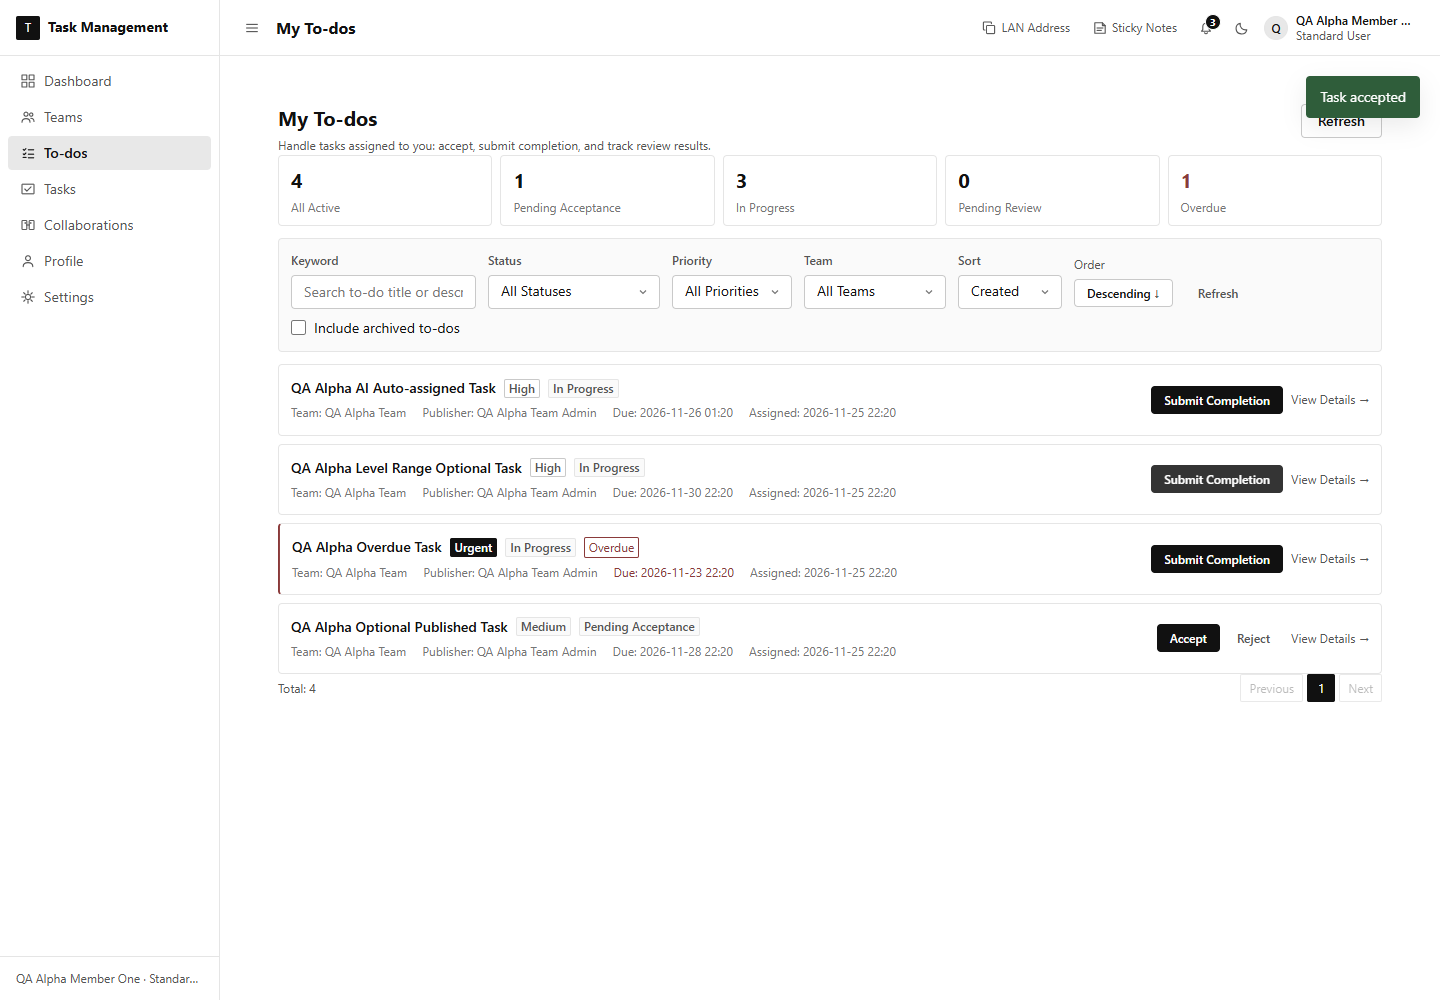 T Task Management
Dashboard
Teams
To-dos
Tasks
Collaborations
Profile
Settings
QA Alpha Member One · Standar...
My To-dos
LAN Address
Sticky Notes
3
Q
QA Alpha Member ...
Standard User
Task accepted
My To-dos
Refresh
Handle tasks assigned to you: accept, submit completion, and track review results.
4
All Active
1
Pending Acceptance
3
In Progress
0
Pending Review
1
Overdue
Keyword
Search to-do title or descr
Status
All Statuses
Priority
All Priorities
Team
All Teams
Sort
Created
Order
Descending ↓
Refresh
Include archived to-dos
QA Alpha AI Auto-assigned Task High In Progress
Team: QA Alpha Team Publisher: QA Alpha Team Admin Due: 2026-11-26 01:20 Assigned: 2026-11-25 22:20
Submit Completion View Details →
QA Alpha Level Range Optional Task High In Progress
Team: QA Alpha Team Publisher: QA Alpha Team Admin Due: 2026-11-30 22:20 Assigned: 2026-11-25 22:20
Submit Completion View Details →
QA Alpha Overdue Task Urgent In Progress Overdue
Team: QA Alpha Team Publisher: QA Alpha Team Admin Due: 2026-11-23 22:20 Assigned: 2026-11-25 22:20
Submit Completion View Details →
QA Alpha Optional Published Task Medium Pending Acceptance
Team: QA Alpha Team Publisher: QA Alpha Team Admin Due: 2026-11-28 22:20 Assigned: 2026-11-25 22:20
Accept Reject View Details →
Total: 4
Previous 1 Next